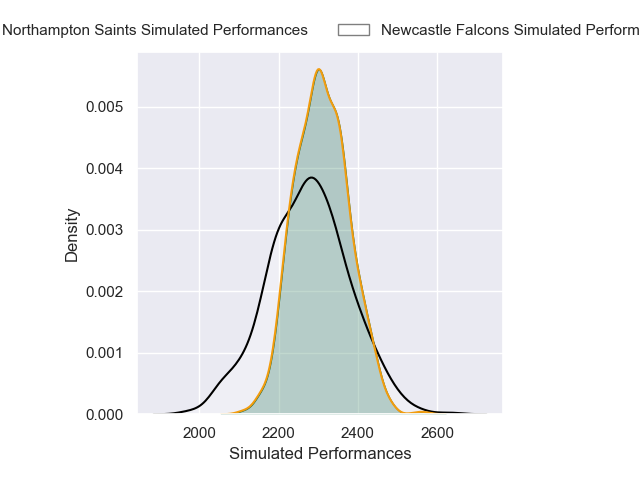 Northampton Saints Simulated Performances Newcastle Falcons Simulated Perform
0.005
0.004
0.003
0.002
0.001
0.000
Density
2000 2200 2400 2600
Simulated Performances